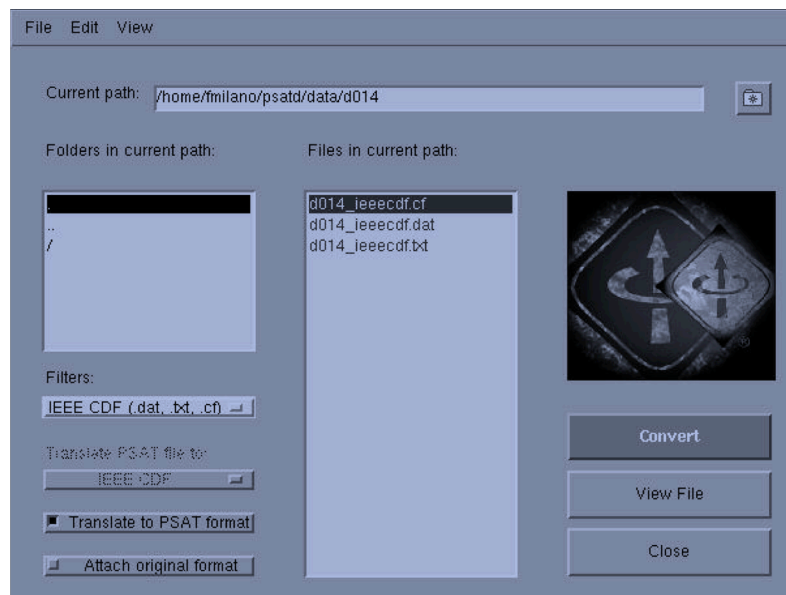 File Edit View
Current path: /home/fmilano/psatd/data/d014
Folders in current path:
.
..
/
Files in current path:
d014_ieeecdf.cf
d014_ieeecdf.dat
d014_ieeecdf.txt
Filters:
IEEE CDF (.dat, .txt, .cf)
Translate PSAT file to:
IEEE CDF
Translate to PSAT format
Attach original format
Convert
View File
Close
®